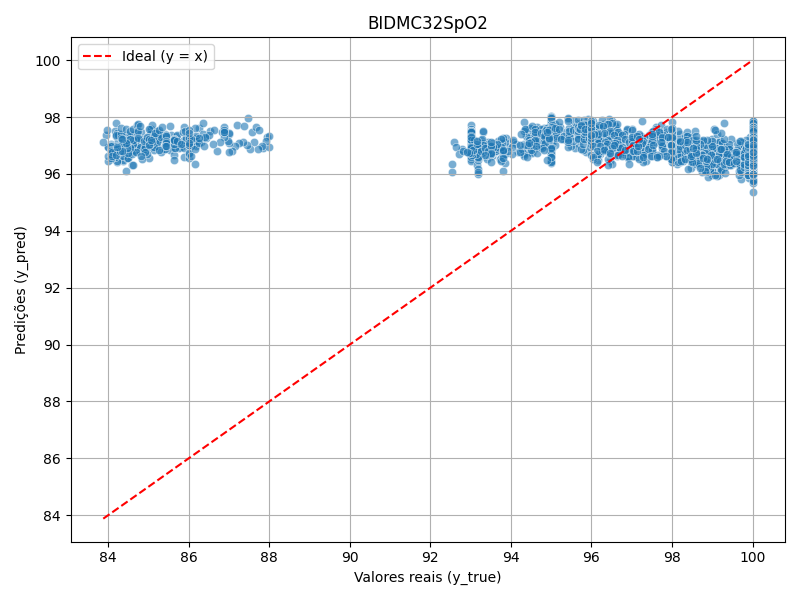 BIDMC32SpO2
Ideal (y = x)
100
98
96
94
92
90
88
86
84
Predições (y_pred)
84 86 88 90 92 94 96 98 100
Valores reais (y_true)